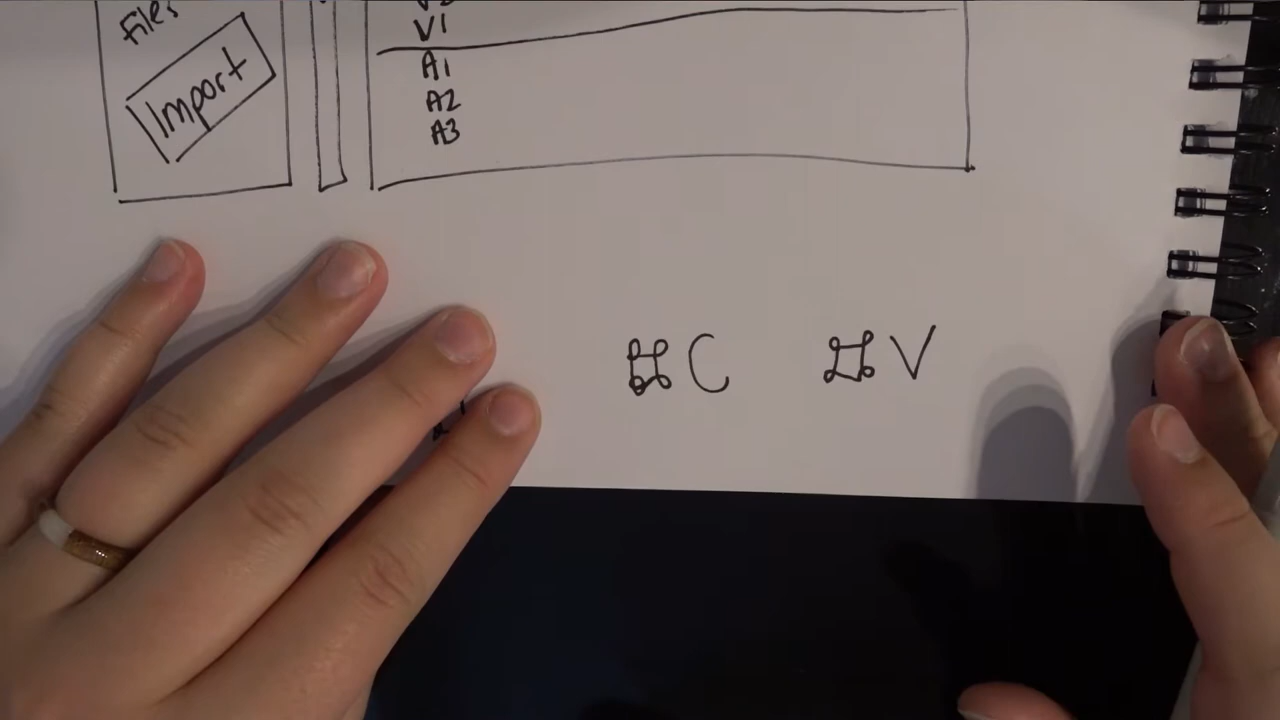 Files
Import
V1
A1
A2
A3
⌘C ⌘V